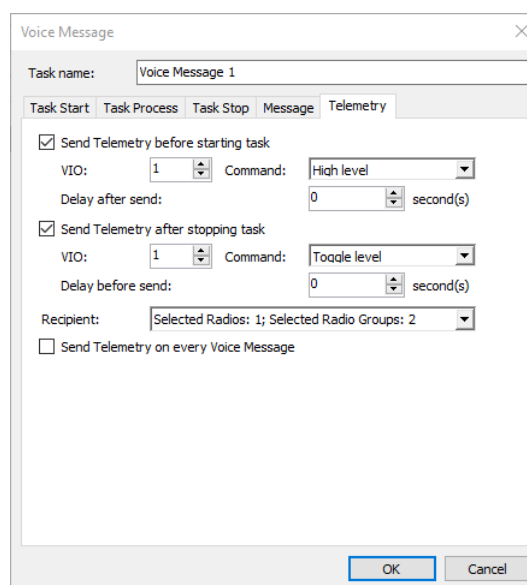 Voice Message
Task name: Voice Message 1
Task Start Task Process Task Stop Message Telemetry
Send Telemetry before starting task
VIO: 1 Command: High level
Delay after send: 0 second(s)
Send Telemetry after stopping task
VIO: 1 Command: Toggle level
Delay before send: 0 second(s)
Recipient: Selected Radios: 1; Selected Radio Groups: 2
Send Telemetry on every Voice Message
OK Cancel